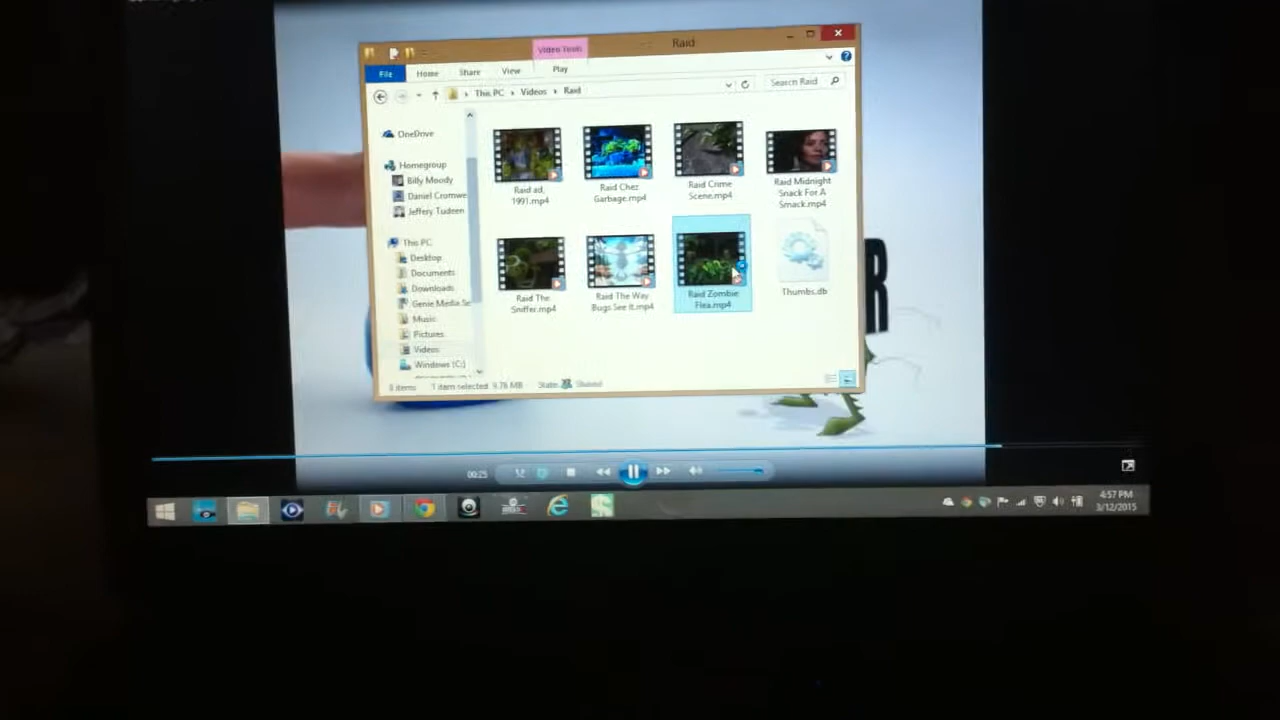 Video Tools
Raid
File Home Share View Play
This PC Videos Raid
Search Raid
OneDrive
Homegroup
Billy Moody
Daniel Cromwe
Jeffery Tudeen
This PC
Desktop
Documents
Downloads
Genie Media Se
Music
Pictures
Videos
Windows (C:)
Raid ad,
1991.mp4
Raid Chez
Garbage.mp4
Raid Crime
Scene.mp4
Raid Midnight
Snack For A
Smack.mp4
Raid The
Sniffer.mp4
Raid The Way
Bugs See It.mp4
Raid Zombie
Flea.mp4
Thumbs.db
8 items 1 item selected 9.76 MB State: Shared
R
00:25
4:57 PM
3/12/2015